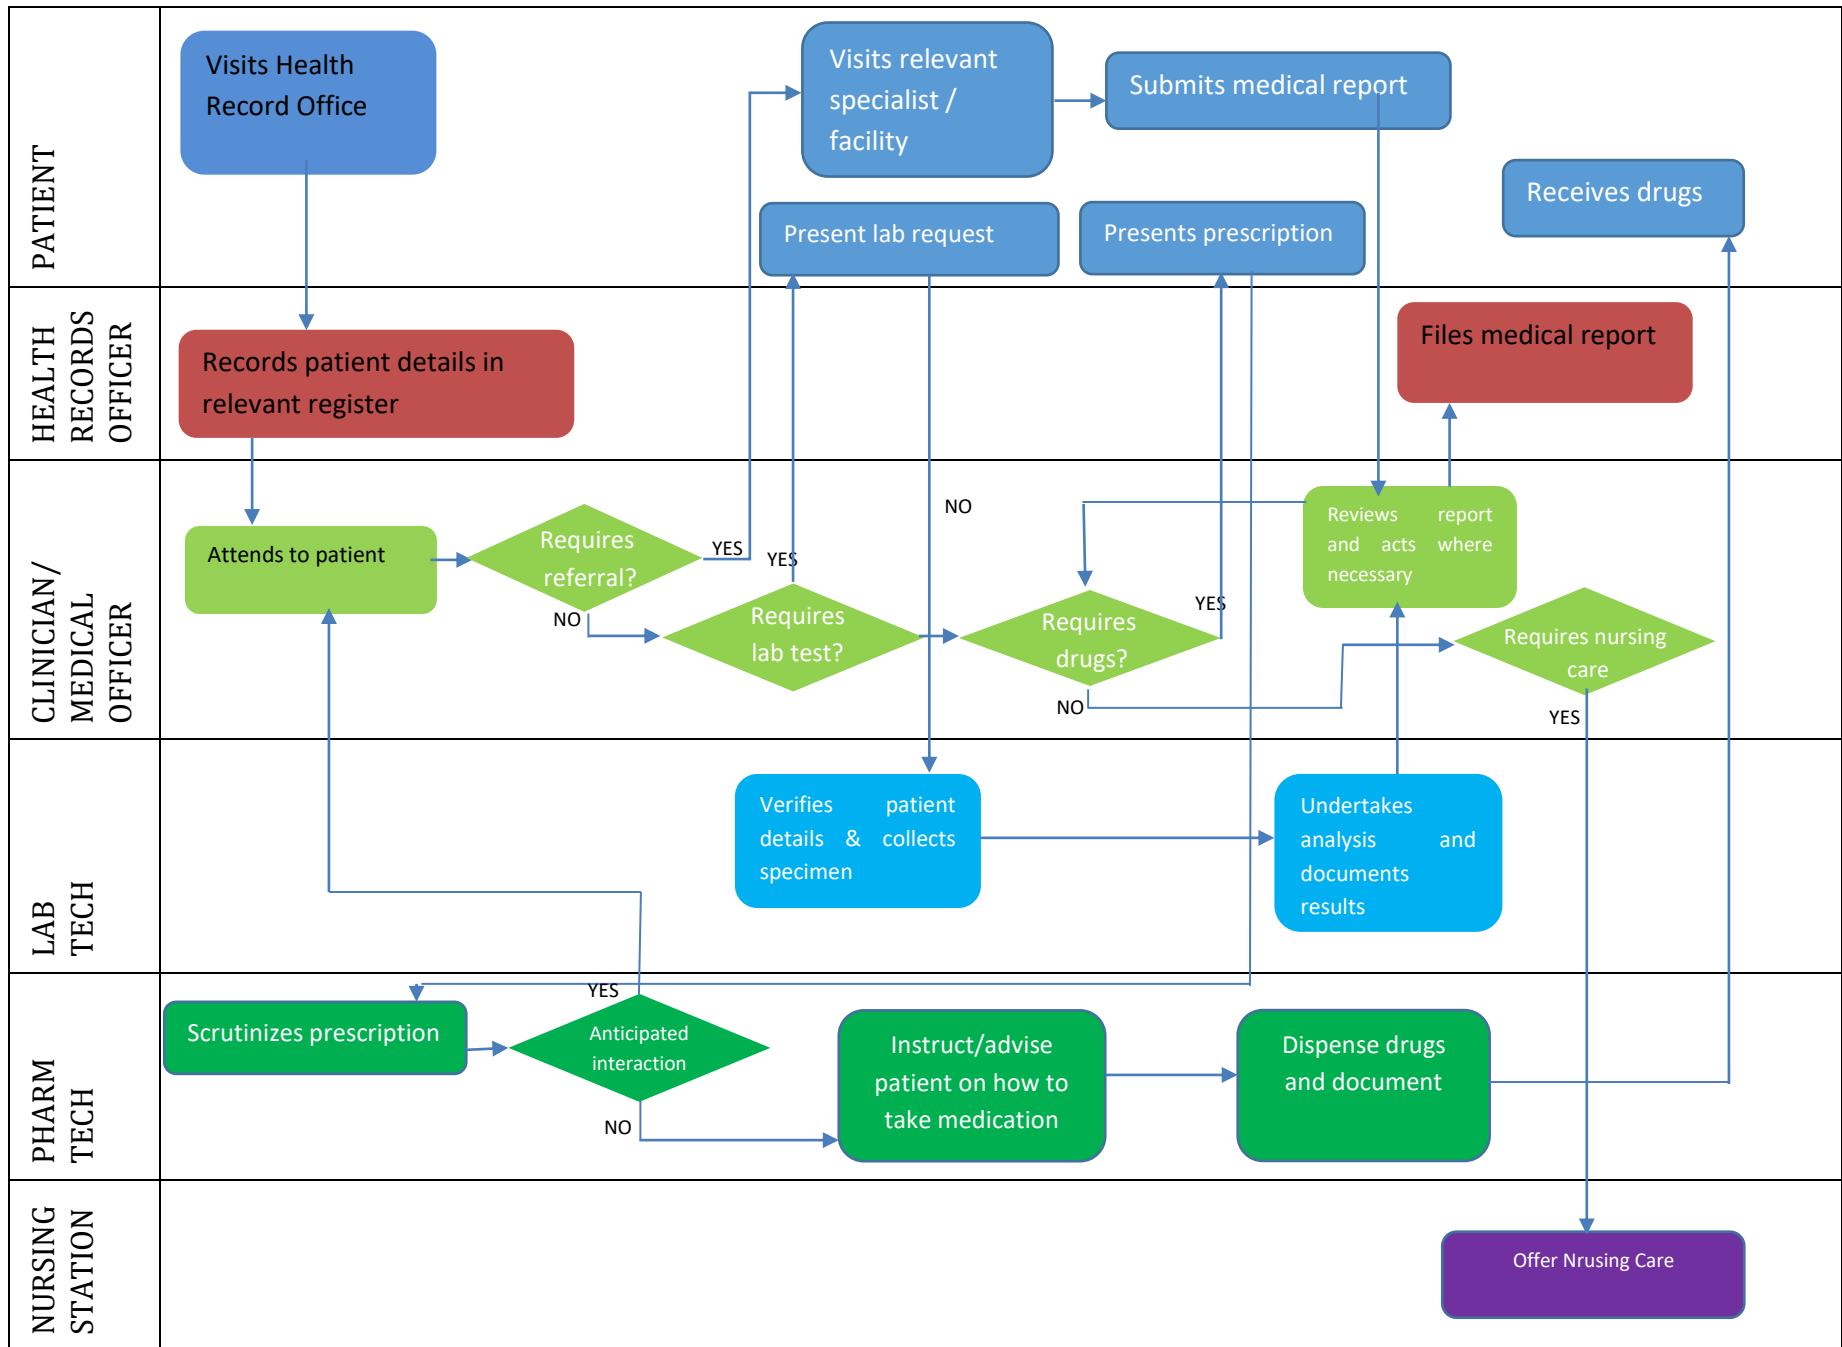 PATIENT
Visits Health
Record Office
Visits relevant
specialist /
facility
Submits medical report
Receives drugs
Present lab request
Presents prescription
HEALTH
RECORDS
OFFICER
Records patient details in
relevant register
Files medical report
CLINICIAN/
MEDICAL
OFFICER
Attends to patient
Requires
referral?
YES
NO
YES
Requires
lab test?
NO
Requires
drugs?
YES
NO
Reviews report
and acts where
necessary
Requires nursing
care
YES
LAB
TECH
Verifies patient
details & collects
specimen
Undertakes
analysis and
documents
results
PHARM
TECH
Scrutinizes prescription
YES
Anticipated
interaction
NO
Instruct/advise
patient on how to
take medication
Dispense drugs
and document
NURSING
STATION
Offer Nrusing Care